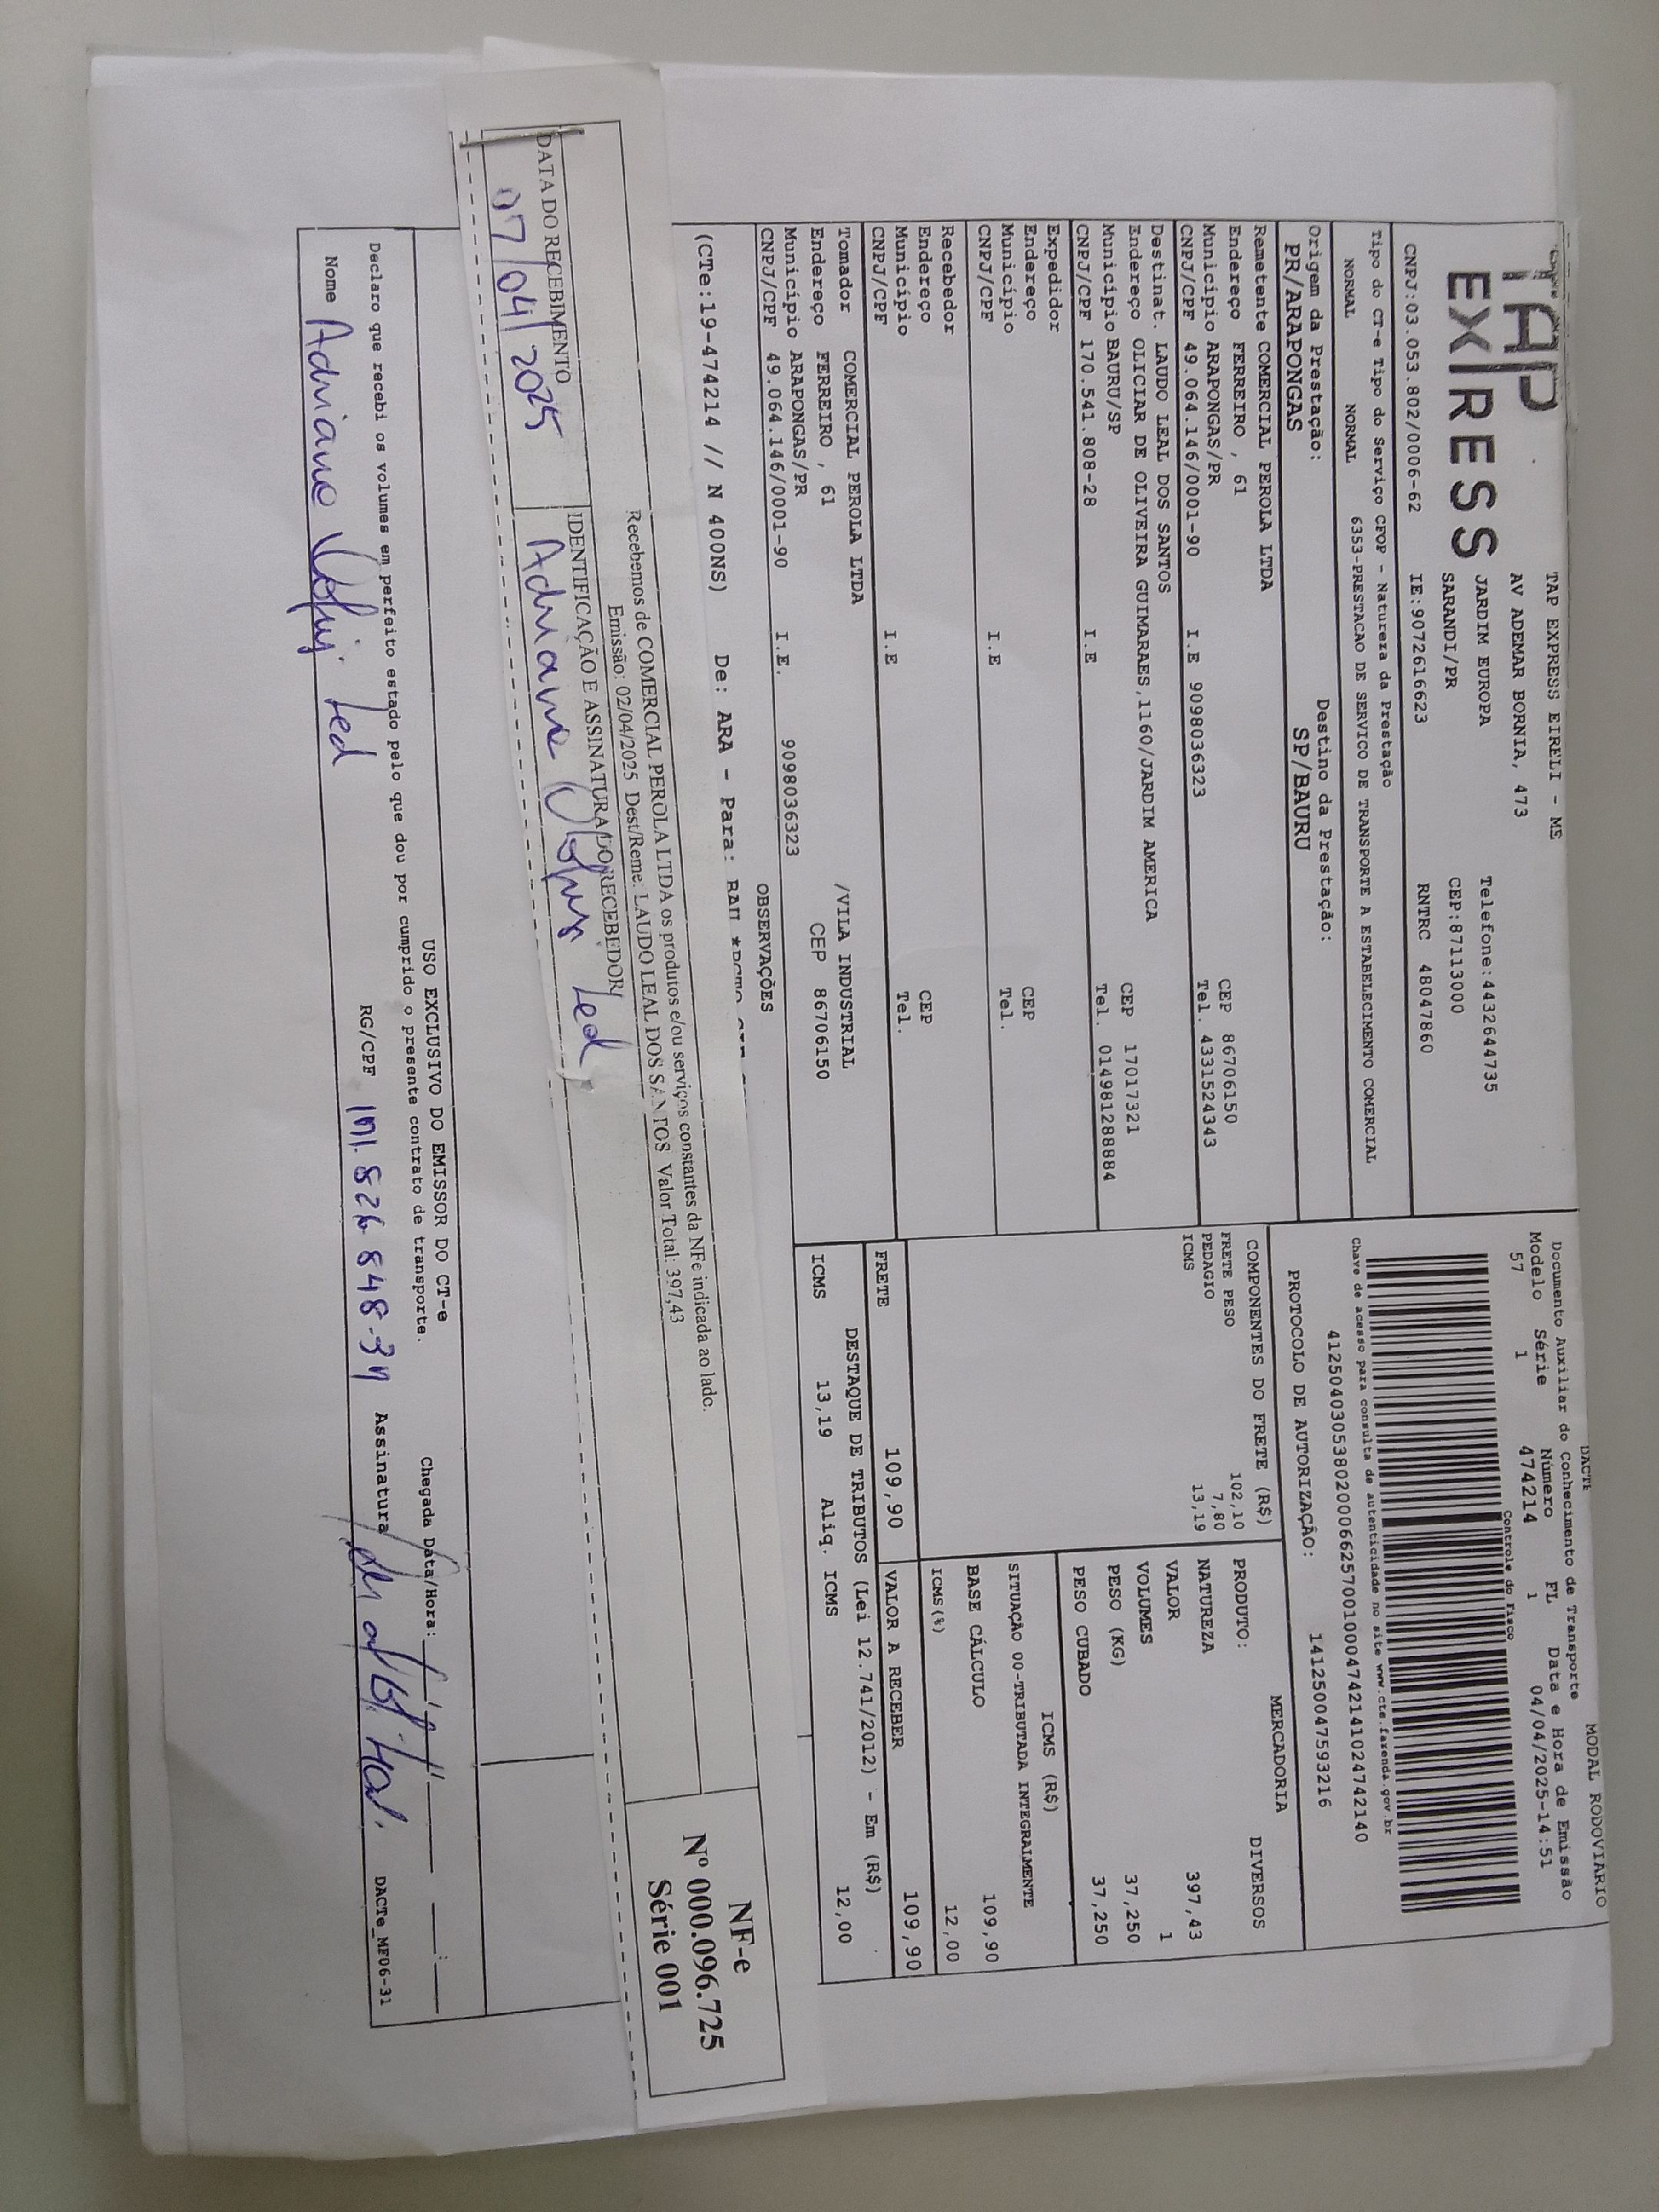 TAP EXPRESS
TAP EXPRESS EIRELI - ME
AV ADEMAR BORNIA, 473
JARDIM EUROPA Telefone:4432644735
SARANDI/PR CEP:87113000
CNPJ:03.053.802/0006-62 IE:9072616623 RNTRC 48047860
Tipo do CT-e Tipo do Serviço CFOP - Natureza da Prestação
NORMAL NORMAL 6353-PRESTACAO DE SERVICO DE TRANSPORTE A ESTABELECIMENTO COMERCIAL
Origem da Prestação: Destino da Prestação:
PR/ARAPONGAS SP/BAURU
DACTE MODAL RODOVIARIO
Documento Auxiliar do Conhecimento de Transporte
Modelo Série Número FL Data e Hora de Emissão
57 1 474214 1 04/04/2025-14:51
Controle do Fisco
Chave de acesso para consulta de autenticidade no site www.cte.fazenda.gov.br
41250403053802000662570010004742141024742140
PROTOCOLO DE AUTORIZAÇÃO: 141250047593216
Remetente COMERCIAL PEROLA LTDA
Endereço FERREIRO , 61 CEP 86706150
Municipio ARAPONGAS/PR Tel. 4331524343
CNPJ/CPF 49.064.146/0001-90 I.E 9098036323
Destinat. LAUDO LEAL DOS SANTOS
Endereço OLICIAR DE OLIVEIRA GUIMARAES,1160/JARDIM AMERICA
Município BAURU/SP CEP 17017321
CNPJ/CPF 170.541.808-28 I.E Tel. 014981288884
Expedidor
Endereço CEP
Município Tel.
CNPJ/CPF I.E
Recebedor
Endereço CEP
Município Tel.
CNPJ/CPF I.E
Tomador COMERCIAL PEROLA LTDA
Endereço FERREIRO , 61 /VILA INDUSTRIAL
Município ARAPONGAS/PR CEP 86706150
CNPJ/CPF 49.064.146/0001-90 I.E. 9098036323
COMPONENTES DO FRETE (R$)
FRETE PESO 102,10
PEDAGIO 7,80
ICMS 13,19
MERCADORIA
PRODUTO: DIVERSOS
NATUREZA
VALOR 397,43
VOLUMES 1
PESO (KG) 37,250
PESO CUBADO 37,250
ICMS (R$)
SITUAÇÃO 00-TRIBUTADA INTEGRALMENTE
BASE CÁLCULO 109,90
ICMS(%) 12,00
FRETE 109,90 VALOR A RECEBER 109,90
DESTAQUE DE TRIBUTOS (Lei 12.741/2012) - Em (R$)
ICMS 13,19 Aliq. ICMS 12,00
OBSERVAÇÕES
(CTe:19-474214 // N 400NS) De: ARA - Para:
Recebemos de COMERCIAL PEROLA LTDA os produtos e/ou serviços constantes da NFe indicada ao lado.
Emissão: 02/04/2025 Dest/Reme: LAUDO LEAL DOS SANTOS Valor Total: 397,43
DATA DO RECEBIMENTO IDENTIFICAÇÃO E ASSINATURA DO RECEBEDOR
07/04/2025 Adriane
NF-e
Nº 000.096.725
Série 001
USO EXCLUSIVO DO EMISSOR DO CT-e
Declaro que recebi os volumes em perfeito estado pelo que dou por cumprido o presente contrato de transporte.
Chegada Data/Hora:
Nome Adriane RG/CPF Assinatura
DACTe_MF06-31